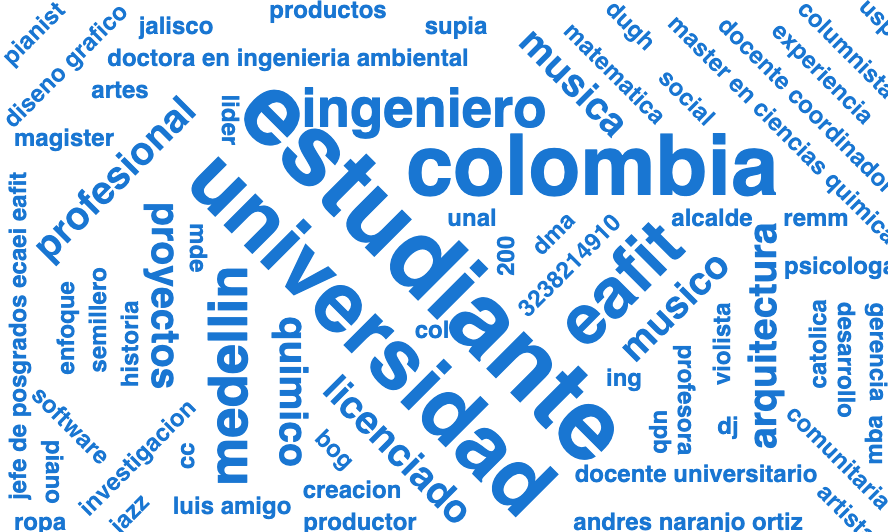 pianist
productos
dugh
columnista
jalisco
supia
diseno grafico
doctora en ingenieria ambiental
musica
matematica
master en ciencias quimica
docente coordinador
experiencia
artes
lider
ingeniero
social
magister
profesional
estudiante
colombia
universidad
unal
dma
alcalde
remm
proyectos
mde
200
3238214910
eafit
arquitectura
psicologa
jefe de posgrados ecaei eafit
enfoque
semillero
historia
medellin
quimico
col
musico
violista
catolica
desarrollo
gerencia
ing
profesora
software
licenciado
upb
dj
comunitaria
mba
piano
investigacion
cc
bog
docente universitario
jazz
luis amigo
creacion
artista
ropa
productor
andres naranjo ortiz